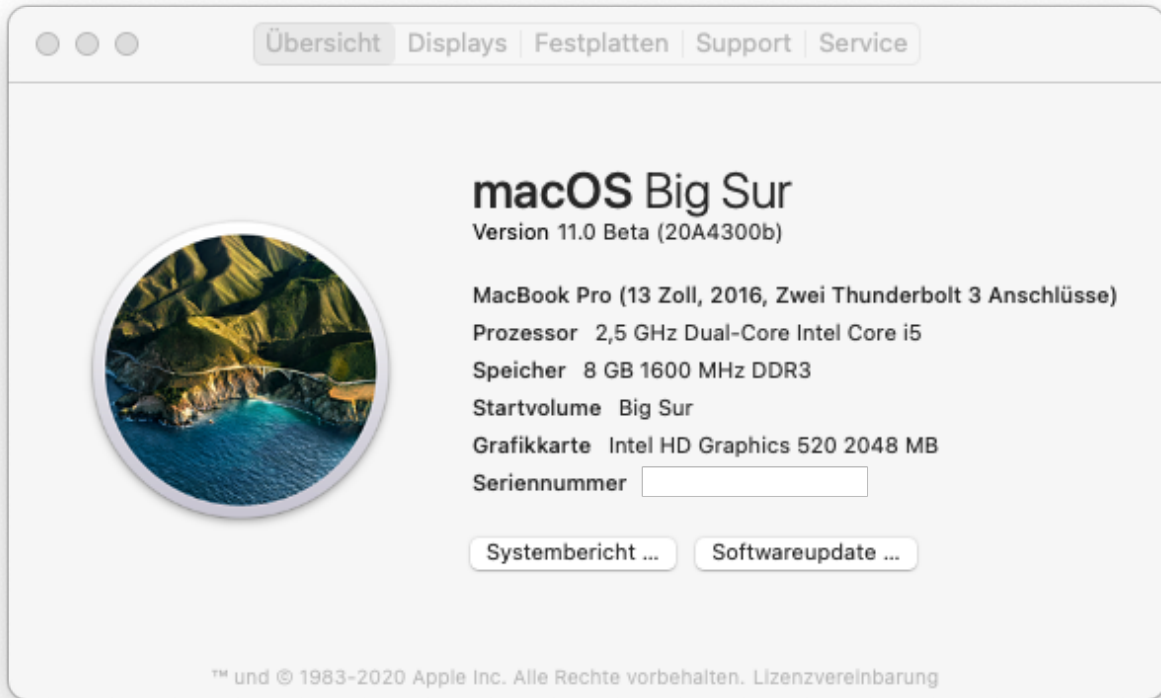 Übersicht Displays Festplatten Support Service
macOS Big Sur
Version 11.0 Beta (20A4300b)
MacBook Pro (13 Zoll, 2016, Zwei Thunderbolt 3 Anschlüsse)
Prozessor 2,5 GHz Dual-Core Intel Core i5
Speicher 8 GB 1600 MHz DDR3
Startvolume Big Sur
Grafikkarte Intel HD Graphics 520 2048 MB
Seriennummer
Systembericht ... Softwareupdate ...
™ und © 1983-2020 Apple Inc. Alle Rechte vorbehalten. Lizenzvereinbarung